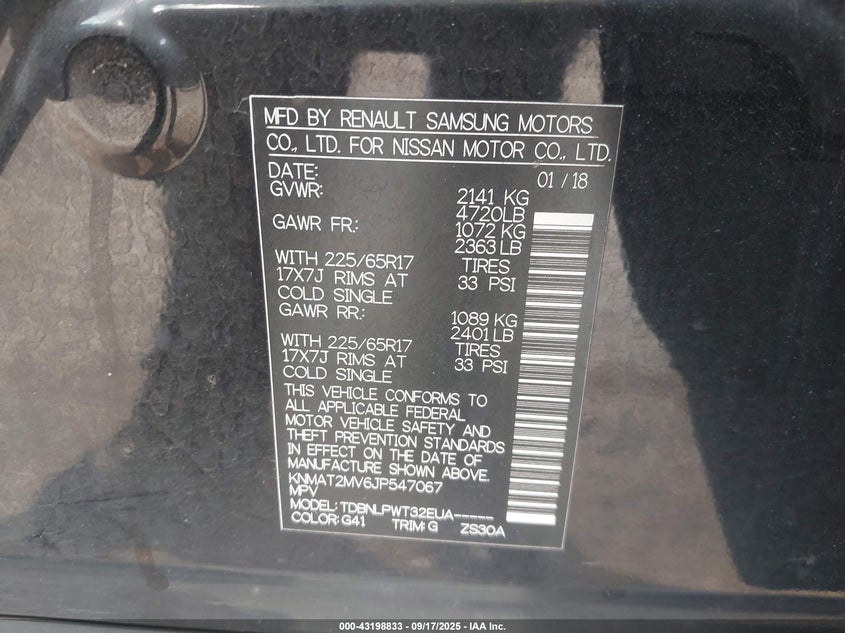 MFD BY RENAULT SAMSUNG MOTORS
CO., LTD. FOR NISSAN MOTOR CO., LTD.
DATE: 01 / 18
GVWR: 2141 KG
4720LB
GAWR FR: 1072 KG
2363 LB
WITH 225/65R17 TIRES
17X7J RIMS AT 33 PSI
COLD SINGLE
GAWR RR: 1089 KG
2401 LB
WITH 225/65R17 TIRES
17X7J RIMS AT 33 PSI
COLD SINGLE
THIS VEHICLE CONFORMS TO
ALL APPLICABLE FEDERAL
MOTOR VEHICLE SAFETY AND
THEFT PREVENTION STANDARDS
IN EFFECT ON THE DATE OF
MANUFACTURE SHOWN ABOVE.
KNMAT2MV6JP547067
MPV
MODEL: TDBNLPWT32EUA-----
COLOR: G41 TRIM: G ZS30A
000-43198833 - 09/17/2025 - IAA Inc.